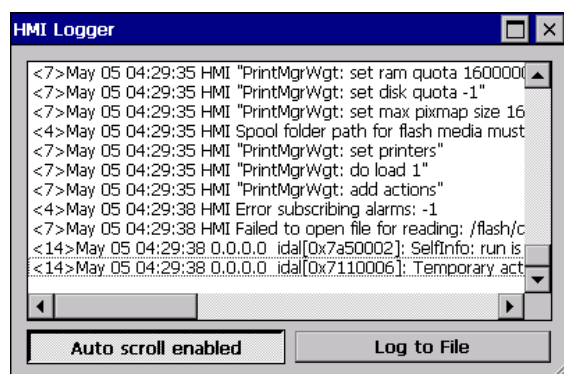 HMI Logger
<7>May 05 04:29:35 HMI "PrintMgrWgt: set ram quota 1600000
<7>May 05 04:29:35 HMI "PrintMgrWgt: set disk quota -1"
<7>May 05 04:29:35 HMI "PrintMgrWgt: set max pixmap size 16
<4>May 05 04:29:35 HMI Spool folder path for flash media must
<7>May 05 04:29:35 HMI "PrintMgrWgt: set printers"
<7>May 05 04:29:35 HMI "PrintMgrWgt: do load 1"
<7>May 05 04:29:35 HMI "PrintMgrWgt: add actions"
<4>May 05 04:29:38 HMI Error subscribing alarms: -1
<7>May 05 04:29:38 HMI Failed to open file for reading: /flash/c
<14>May 05 04:29:38 0.0.0.0 idal[0x7a50002]: SelfInfo: run is
<14>May 05 04:29:38 0.0.0.0 idal[0x7110006]: Temporary act
Auto scroll enabled
Log to File